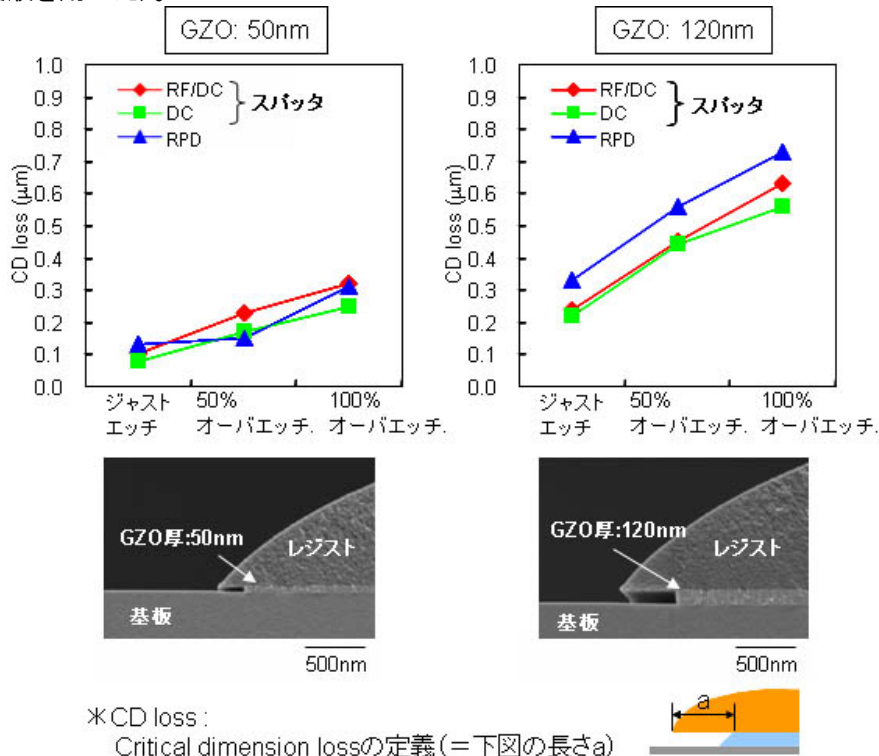 GZO: 50nm
GZO: 120nm
1.0
0.9
0.8
0.7
0.6
0.5
0.4
0.3
0.2
0.1
0.0
CD loss (μm)
RF/DC
DC
RPD
スパッタ
ジャスト
エッチ
50%
オーバエッチ.
100%
オーバエッチ.
1.0
0.9
0.8
0.7
0.6
0.5
0.4
0.3
0.2
0.1
0.0
CD loss (μm)
RF/DC
DC
RPD
スパッタ
ジャスト
エッチ
50%
オーバエッチ.
100%
オーバエッチ.
GZO厚:50nm
レジスト
基板
500nm
GZO厚:120nm
レジスト
基板
500nm
＊CD loss :
Critical dimension lossの定義(=下図の長さa)
a